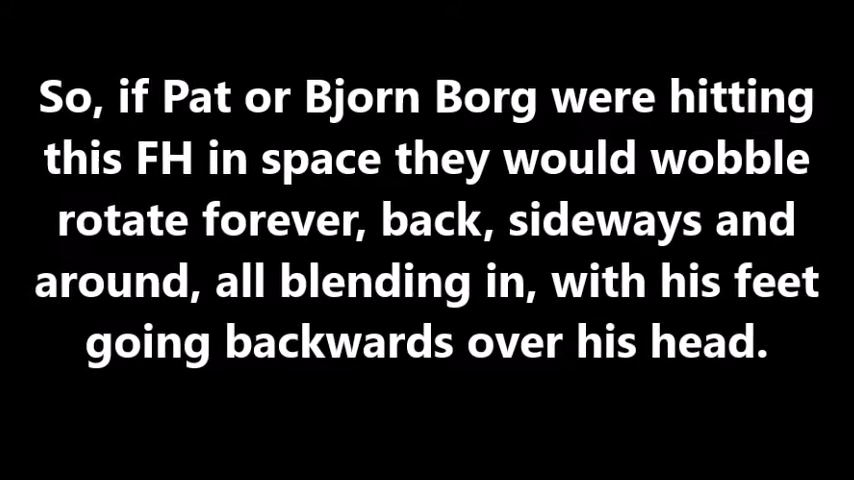 So, if Pat or Bjorn Borg were hitting
this FH in space they would wobble
rotate forever, back, sideways and
around, all blending in, with his feet
going backwards over his head.